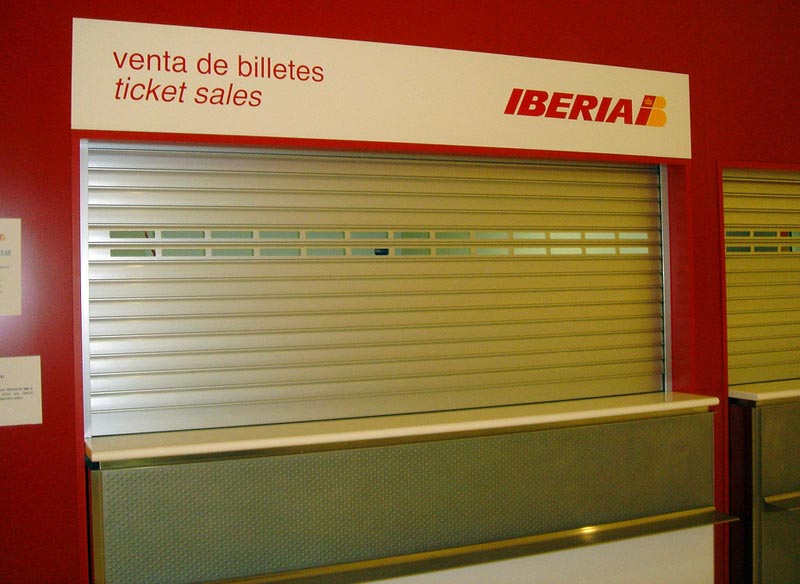 venta de billetes
ticket sales
IBERIA